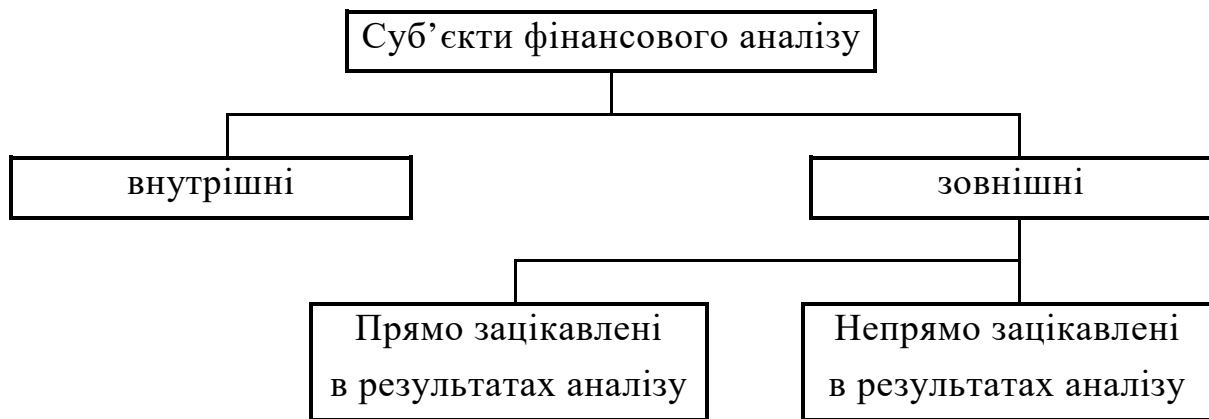 Суб’єкти фінансового аналізу
внутрішні
зовнішні
Прямо зацікавлені
в результатах аналізу
Непрямо зацікавлені
в результатах аналізу